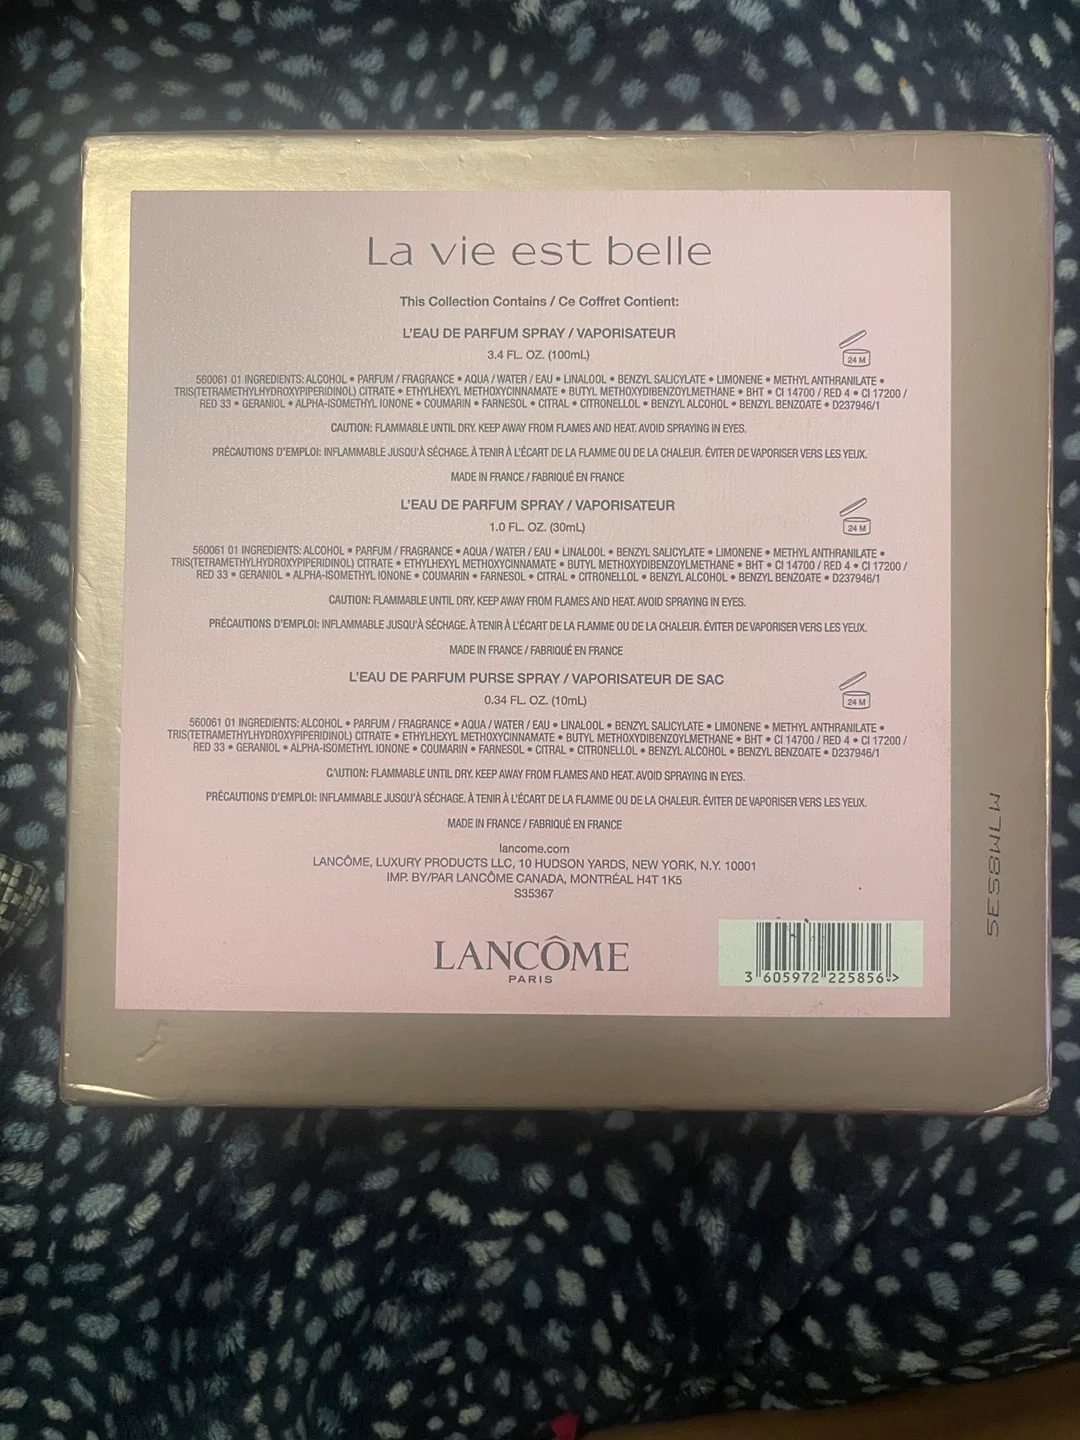 La vie est belle
This Collection Contains / Ce Coffret Contient:
L'EAU DE PARFUM SPRAY / VAPORISATEUR
3.4 FL. OZ. (100mL)
24 M
560061 01 INGREDIENTS: ALCOHOL • PARFUM / FRAGRANCE • AQUA / WATER / EAU • LINALOOL • BENZYL SALICYLATE • LIMONENE • METHYL ANTHRANILATE •
TRIS(TETRAMETHYLHYDROXYPIPERIDINOL) CITRATE • ETHYLHEXYL METHOXYCINNAMATE • BUTYL METHOXYDIBENZOYLMETHANE • BHT • CI 14700 / RED 4 • CI 17200 /
RED 33 • GERANIOL • ALPHA-ISOMETHYL IONONE • COUMARIN • FARNESOL • CITRAL • CITRONELLOL • BENZYL ALCOHOL • BENZYL BENZOATE • D237946/1
CAUTION: FLAMMABLE UNTIL DRY. KEEP AWAY FROM FLAMES AND HEAT. AVOID SPRAYING IN EYES.
PRÉCAUTIONS D'EMPLOI: INFLAMMABLE JUSQU'À SÉCHAGE. À TENIR À L'ÉCART DE LA FLAMME OU DE LA CHALEUR. ÉVITER DE VAPORISER VERS LES YEUX.
MADE IN FRANCE / FABRIQUÉ EN FRANCE
L'EAU DE PARFUM SPRAY / VAPORISATEUR
1.0 FL. OZ. (30mL)
24 M
560061 01 INGREDIENTS: ALCOHOL • PARFUM / FRAGRANCE • AQUA / WATER / EAU • LINALOOL • BENZYL SALICYLATE • LIMONENE • METHYL ANTHRANILATE •
TRIS(TETRAMETHYLHYDROXYPIPERIDINOL) CITRATE • ETHYLHEXYL METHOXYCINNAMATE • BUTYL METHOXYDIBENZOYLMETHANE • BHT • CI 14700 / RED 4 • CI 17200 /
RED 33 • GERANIOL • ALPHA-ISOMETHYL IONONE • COUMARIN • FARNESOL • CITRAL • CITRONELLOL • BENZYL ALCOHOL • BENZYL BENZOATE • D237946/1
CAUTION: FLAMMABLE UNTIL DRY. KEEP AWAY FROM FLAMES AND HEAT. AVOID SPRAYING IN EYES.
PRÉCAUTIONS D'EMPLOI: INFLAMMABLE JUSQU'À SÉCHAGE. À TENIR À L'ÉCART DE LA FLAMME OU DE LA CHALEUR. ÉVITER DE VAPORISER VERS LES YEUX.
MADE IN FRANCE / FABRIQUÉ EN FRANCE
L'EAU DE PARFUM PURSE SPRAY / VAPORISATEUR DE SAC
0.34 FL. OZ. (10mL)
24 M
560061 01 INGREDIENTS: ALCOHOL • PARFUM / FRAGRANCE • AQUA / WATER / EAU • LINALOOL • BENZYL SALICYLATE • LIMONENE • METHYL ANTHRANILATE •
TRIS(TETRAMETHYLHYDROXYPIPERIDINOL) CITRATE • ETHYLHEXYL METHOXYCINNAMATE • BUTYL METHOXYDIBENZOYLMETHANE • BHT • CI 14700 / RED 4 • CI 17200 /
RED 33 • GERANIOL • ALPHA-ISOMETHYL IONONE • COUMARIN • FARNESOL • CITRAL • CITRONELLOL • BENZYL ALCOHOL • BENZYL BENZOATE • D237946/1
CAUTION: FLAMMABLE UNTIL DRY. KEEP AWAY FROM FLAMES AND HEAT. AVOID SPRAYING IN EYES.
PRÉCAUTIONS D'EMPLOI: INFLAMMABLE JUSQU'À SÉCHAGE. À TENIR À L'ÉCART DE LA FLAMME OU DE LA CHALEUR. ÉVITER DE VAPORISER VERS LES YEUX.
MADE IN FRANCE / FABRIQUÉ EN FRANCE
lancome.com
LANCÔME, LUXURY PRODUCTS LLC, 10 HUDSON YARDS, NEW YORK, N.Y. 10001
IMP. BY/PAR LANCÔME CANADA, MONTRÉAL H4T 1K5
S35367
LANCÔME
PARIS
3 605972 225856 >
5ES8WLW